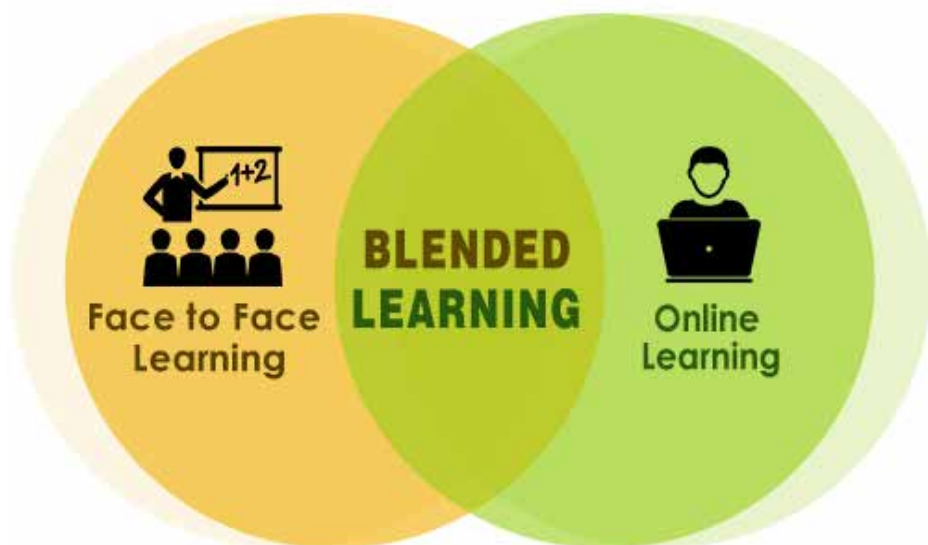 1+2
Face to Face
Learning
BLENDED
LEARNING
Online
Learning